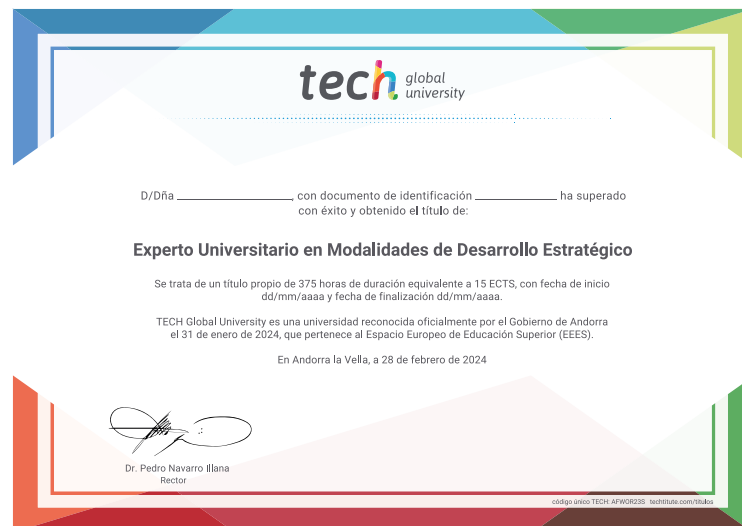 tech global university
D/Dña ____________, con documento de identificación ____________ ha superado
con éxito y obtenido el título de:
Experto Universitario en Modalidades de Desarrollo Estratégico
Se trata de un título propio de 375 horas de duración equivalente a 15 ECTS, con fecha de inicio
dd/mm/aaaa y fecha de finalización dd/mm/aaaa.
TECH Global University es una universidad reconocida oficialmente por el Gobierno de Andorra
el 31 de enero de 2024, que pertenece al Espacio Europeo de Educación Superior (EEES).
En Andorra la Vella, a 28 de febrero de 2024
Dr. Pedro Navarro Illana
Rector
código único TECH: AFWOR23S techtitute.com/titulos